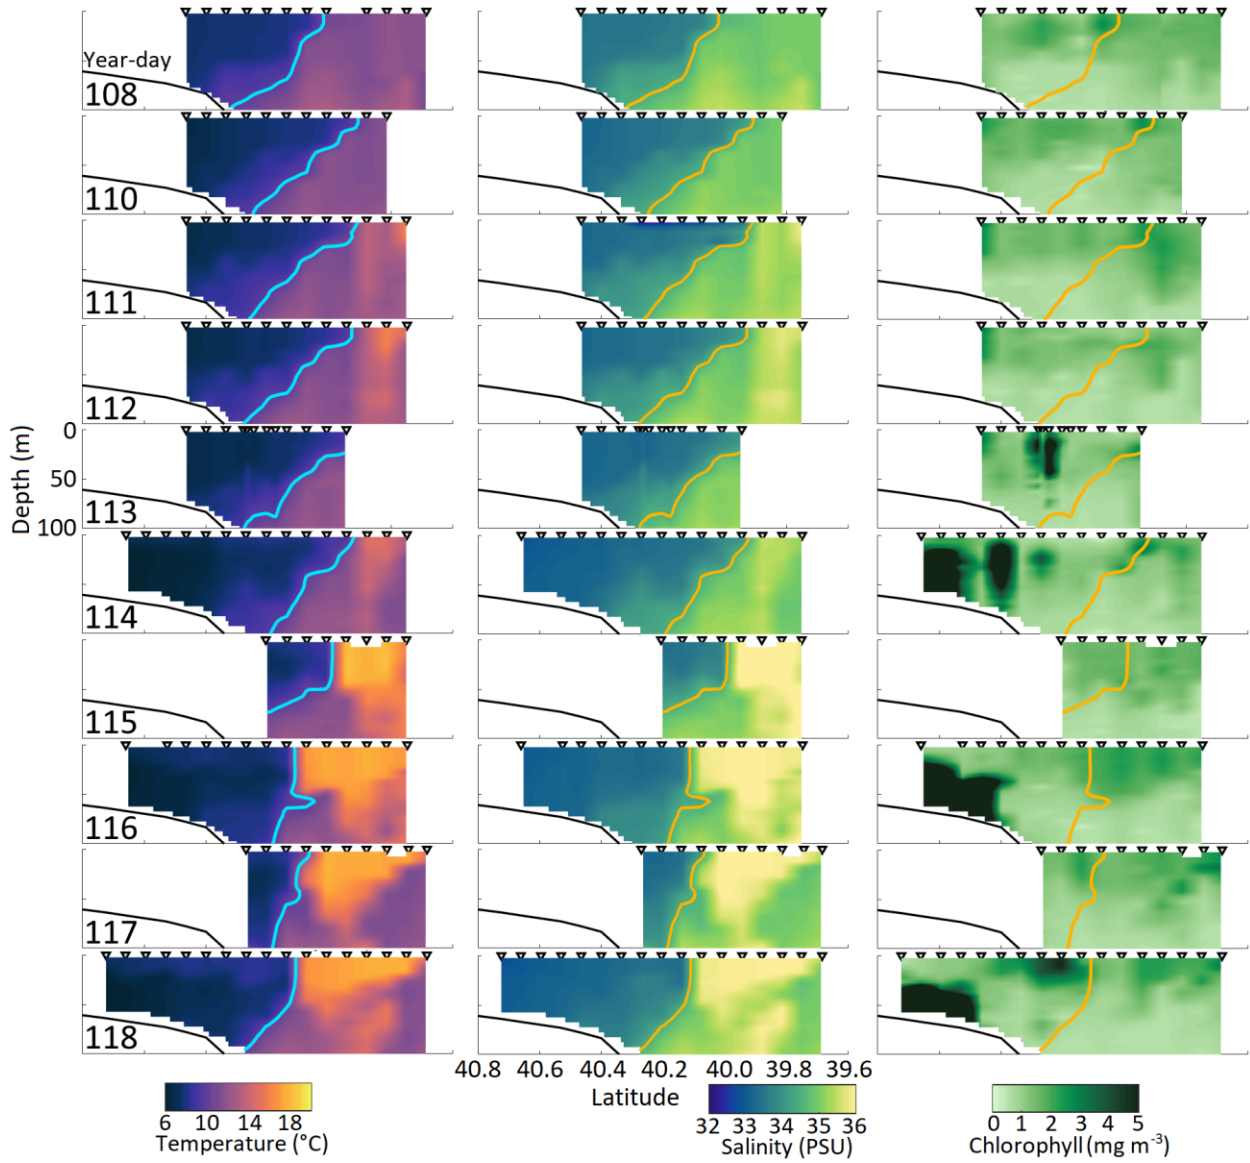 Year-day
108
110
111
112
0
50
100
Depth (m)
113
114
115
116
117
118
40.8 40.6 40.4 40.2 40.0 39.8 39.6
Latitude
6 10 14 18
Temperature (°C)
32 33 34 35 36
Salinity (PSU)
0 1 2 3 4 5
Chlorophyll (mg m⁻³)